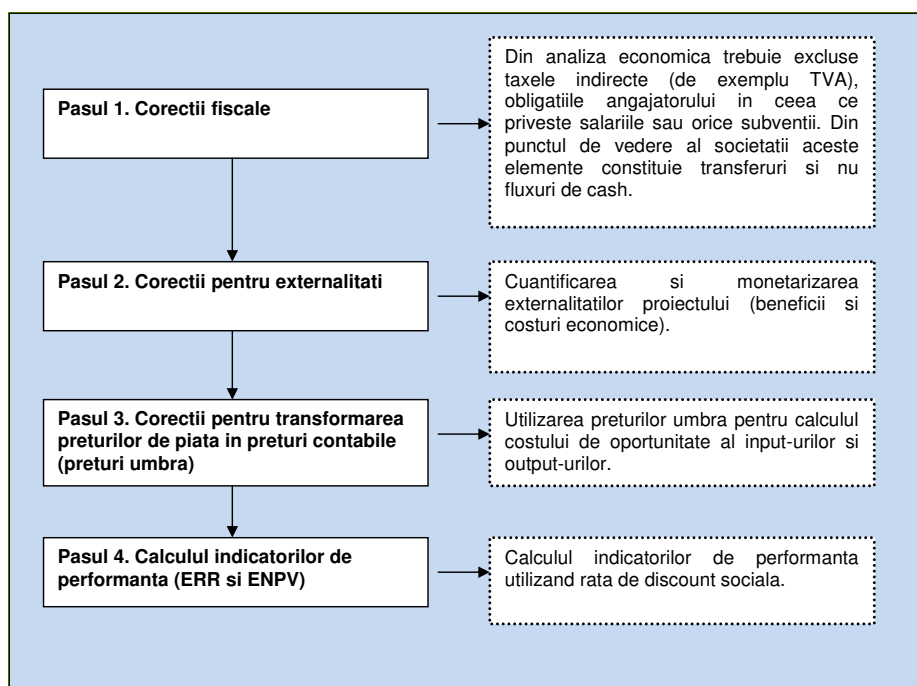 Pasul 1. Corectii fiscale
Din analiza economica trebuie excluse
taxele indirecte (de exemplu TVA),
obligatiile angajatorului in ceea ce
priveste salariile sau orice subventii. Din
punctul de vedere al societatii aceste
elemente constituie transferuri si nu
fluxuri de cash.
Pasul 2. Corectii pentru externalitati
Cuantificarea si monetarizarea
externalitatilor proiectului (beneficii si
costuri economice).
Pasul 3. Corectii pentru transformarea
preturilor de piata in preturi contabile
(preturi umbra)
Utilizarea preturilor umbra pentru calculul
costului de oportunitate al input-urilor si
output-urilor.
Pasul 4. Calculul indicatorilor de
performanta (ERR si ENPV)
Calculul indicatorilor de performanta
utilizand rata de discount sociala.